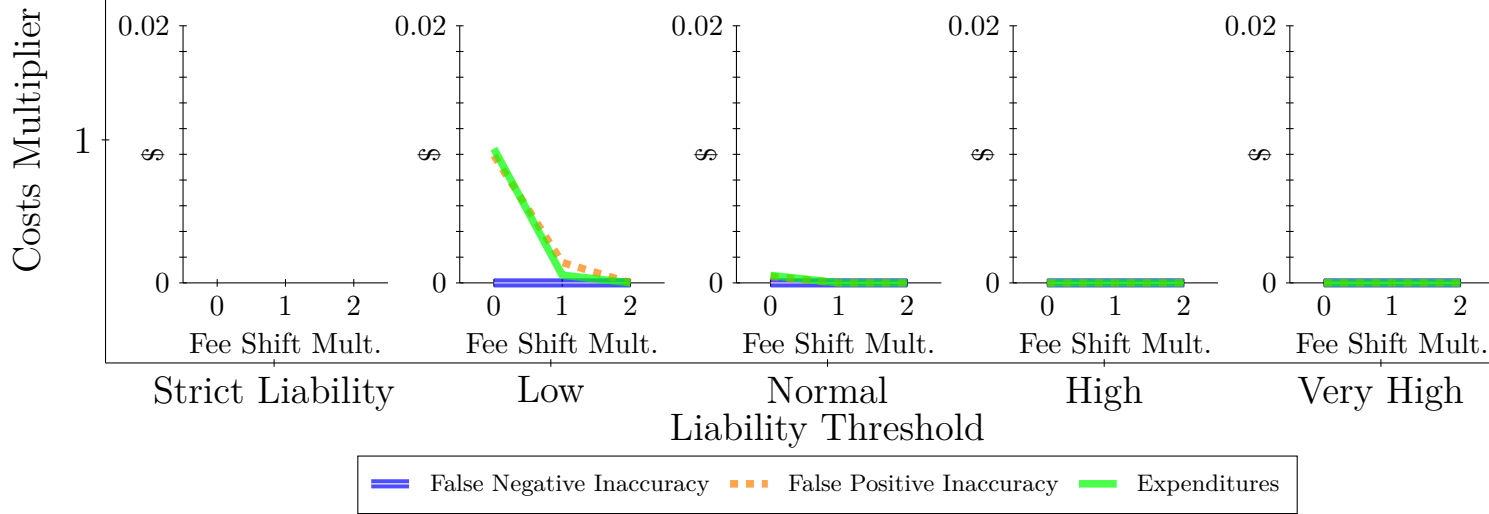 Costs Multiplier
1
0.02
$
0
0 1 2
Fee Shift Mult.
0.02
$
0
0 1 2
Fee Shift Mult.
0.02
$
0
0 1 2
Fee Shift Mult.
0.02
$
0
0 1 2
Fee Shift Mult.
0.02
$
0
0 1 2
Fee Shift Mult.
Strict Liability Low Normal High Very High
Liability Threshold
False Negative Inaccuracy False Positive Inaccuracy Expenditures